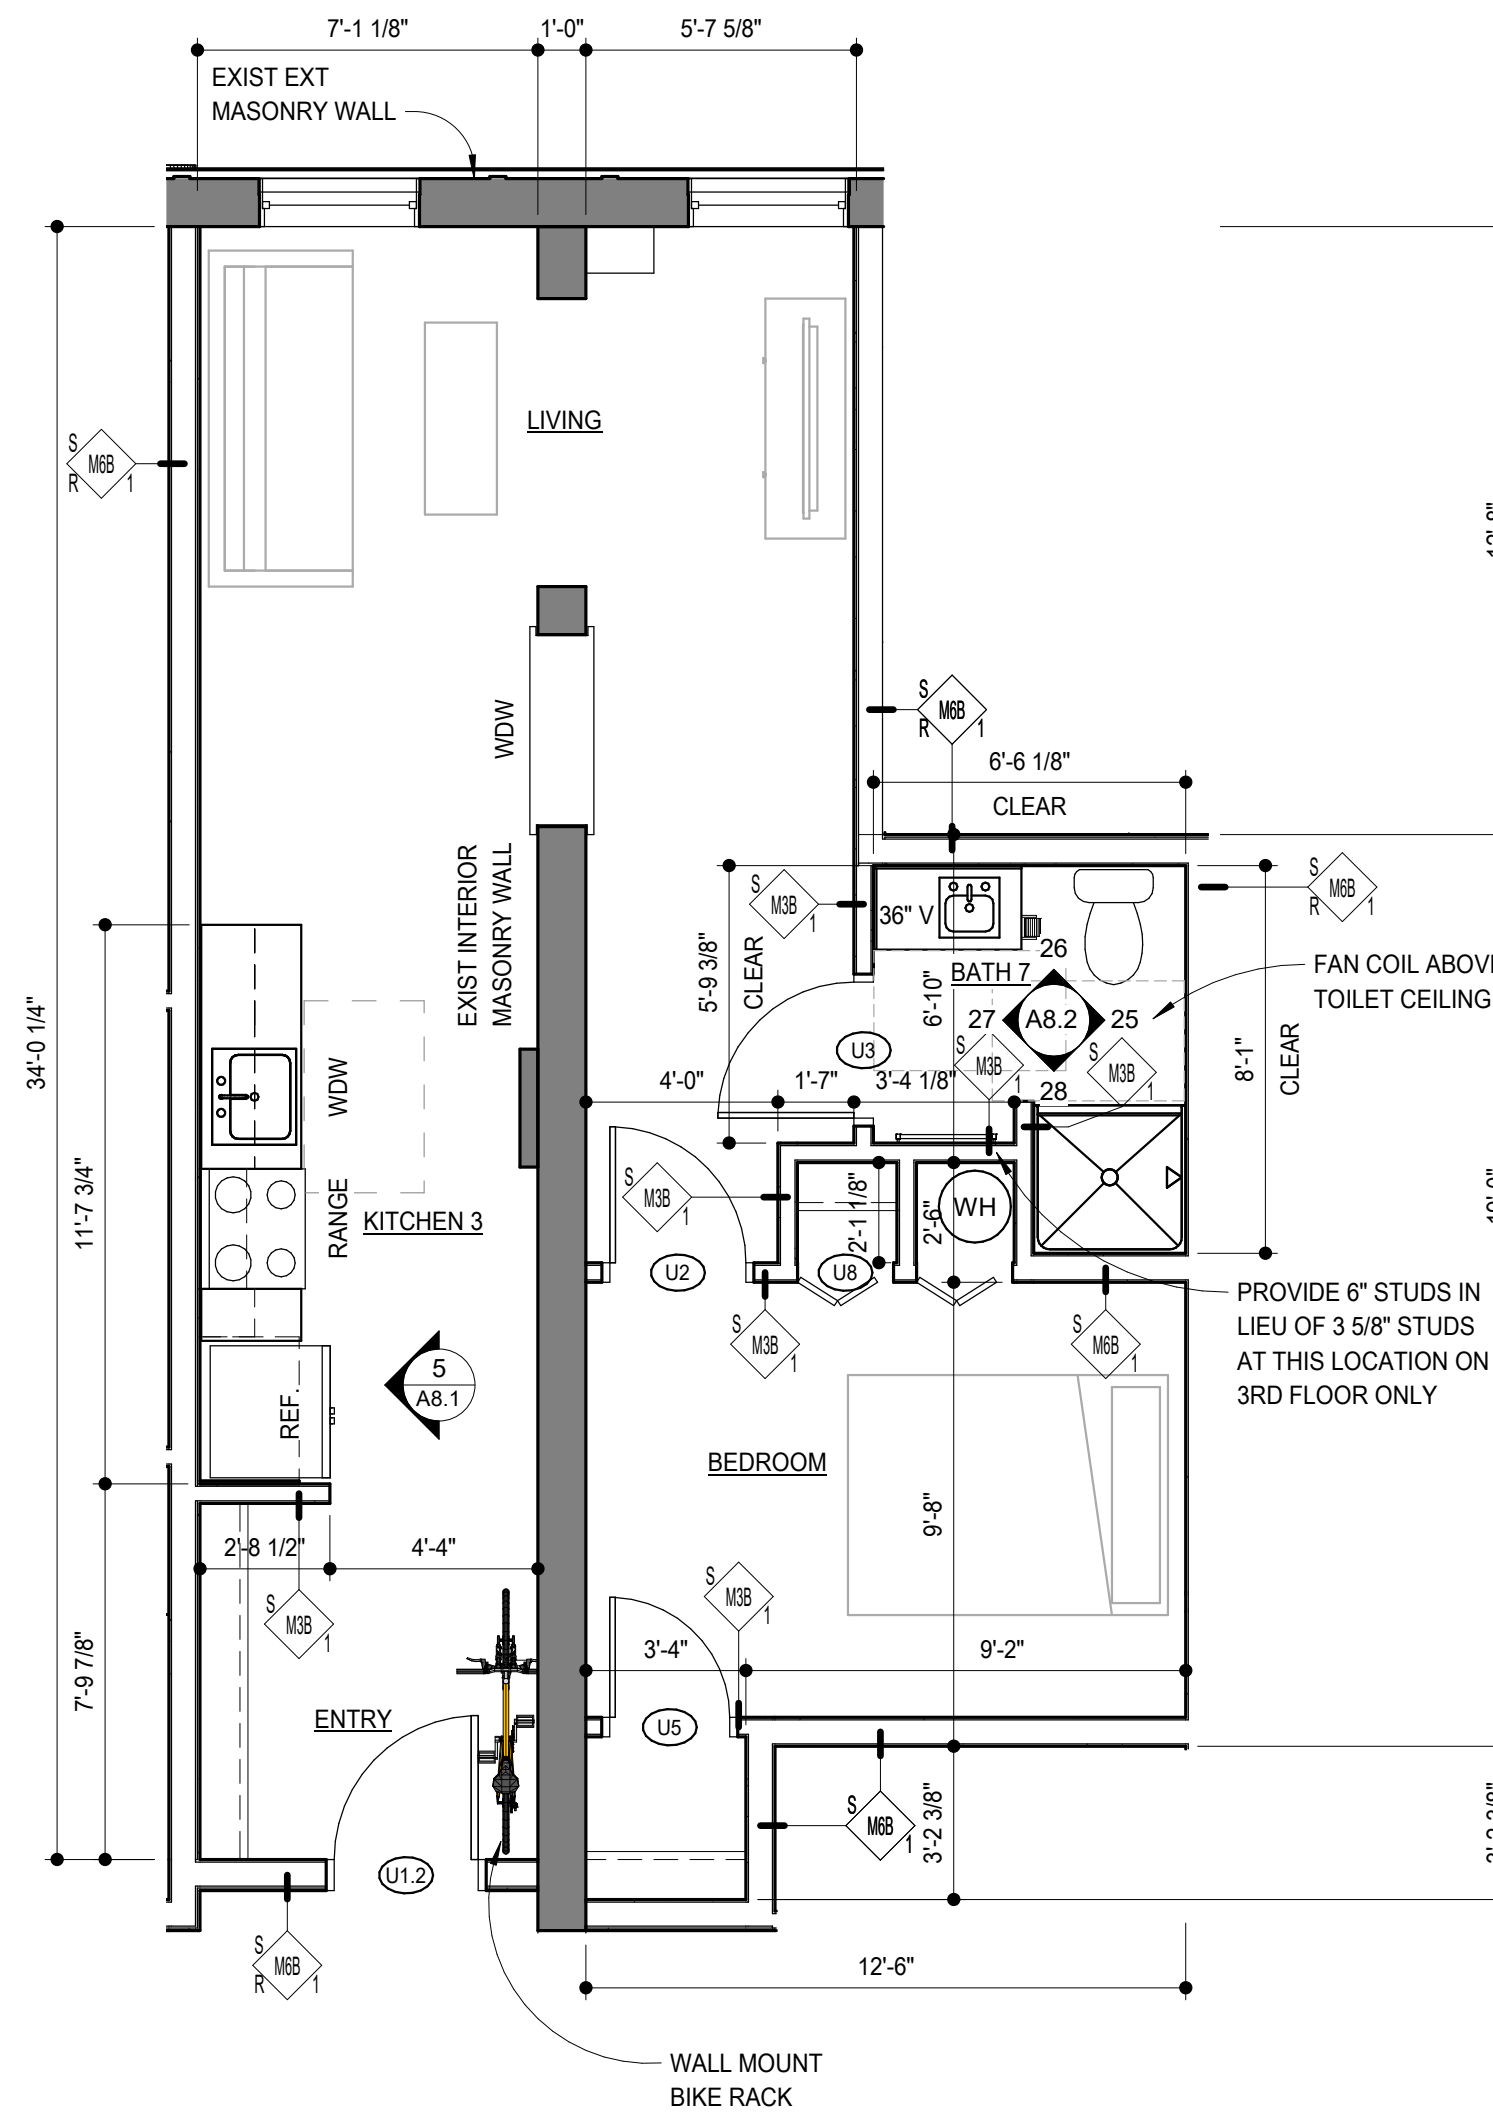 7'-1 1/8"
1'-0"
5'-7 5/8"
EXIST EXT
MASONRY WALL
LIVING
S
M6B
R
1
34'-0 1/4"
WDW
EXIST INTERIOR
MASONRY WALL
S
M6B
R
1
6'-6 1/8"
CLEAR
S
M3B
1
36" V
S
M6B
R
1
5'-9 3/8"
CLEAR
26
BATH 7
6'-10"
27
A8.2
25
28
FAN COIL ABOV
TOILET CEILING
8'-1"
CLEAR
U3
S
M3B
1
S
M3B
1
4'-0"
1'-7"
3'-4 1/8"
WDW
RANGE
11'-7 3/4"
KITCHEN 3
S
M3B
1
2'-1 1/8"
2'-6"
WH
U2
U8
S
M3B
1
S
M6B
1
PROVIDE 6" STUDS IN
LIEU OF 3 5/8" STUDS
AT THIS LOCATION ON
3RD FLOOR ONLY
5
A8.1
REF.
BEDROOM
9'-8"
2'-8 1/2"
4'-4"
S
M3B
1
S
M3B
1
7'-9 7/8"
3'-4"
9'-2"
ENTRY
U5
S
M6B
1
3'-2 3/8"
U1.2
S
M6B
R
1
12'-6"
WALL MOUNT
BIKE RACK